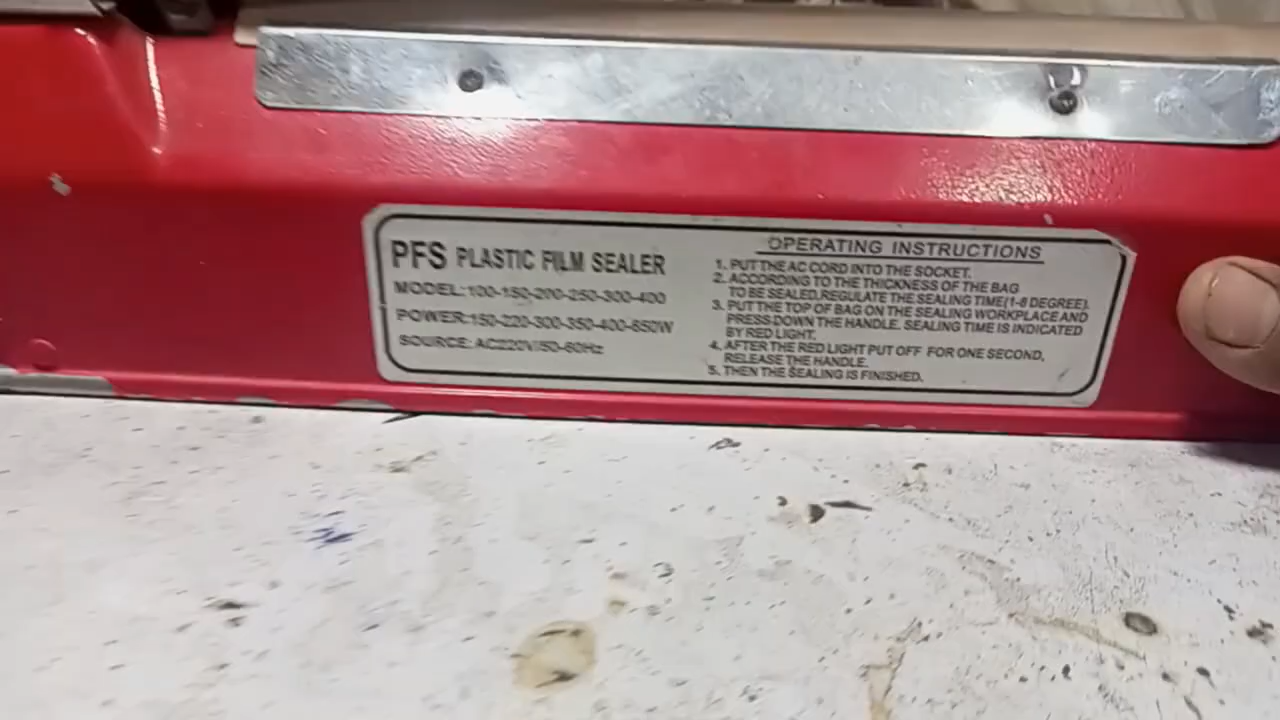 PFS PLASTIC FILM SEALER
MODEL:100-150-200-250-300-400
POWER:150-220-300-350-400-650W
SOURCE: AC220V/50-60Hz
OPERATING INSTRUCTIONS
1. PUT THE AC CORD INTO THE SOCKET.
2. ACCORDING TO THE THICKNESS OF THE BAG
TO BE SEALED,REGULATE THE SEALING TIME(1-8 DEGREE).
3. PUT THE TOP OF BAG ON THE SEALING WORKPLACE AND
PRESS DOWN THE HANDLE. SEALING TIME IS INDICATED
BY RED LIGHT.
4. AFTER THE RED LIGHT PUT OFF FOR ONE SECOND,
RELEASE THE HANDLE.
5. THEN THE SEALING IS FINISHED.